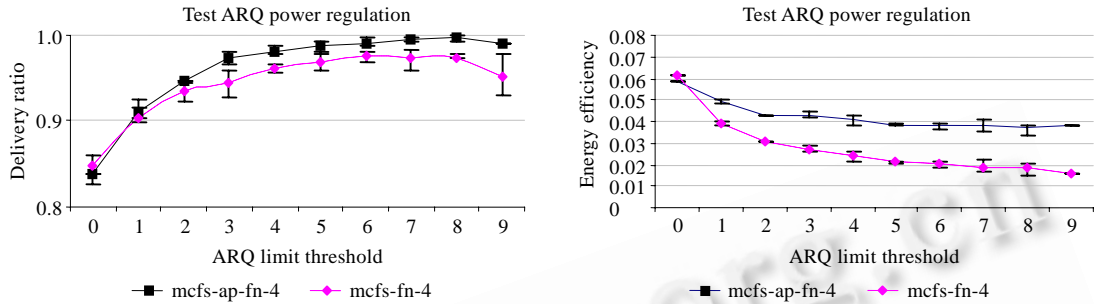 Test ARQ power regulation
Delivery ratio
1.0
0.9
0.8
0 1 2 3 4 5 6 7 8 9
ARQ limit threshold
mcfs-ap-fn-4 mcfs-fn-4
Test ARQ power regulation
Energy efficiency
0.08
0.07
0.06
0.05
0.04
0.03
0.02
0.01
0
0 1 2 3 4 5 6 7 8 9
ARQ limit threshold
mcfs-ap-fn-4 mcfs-fn-4